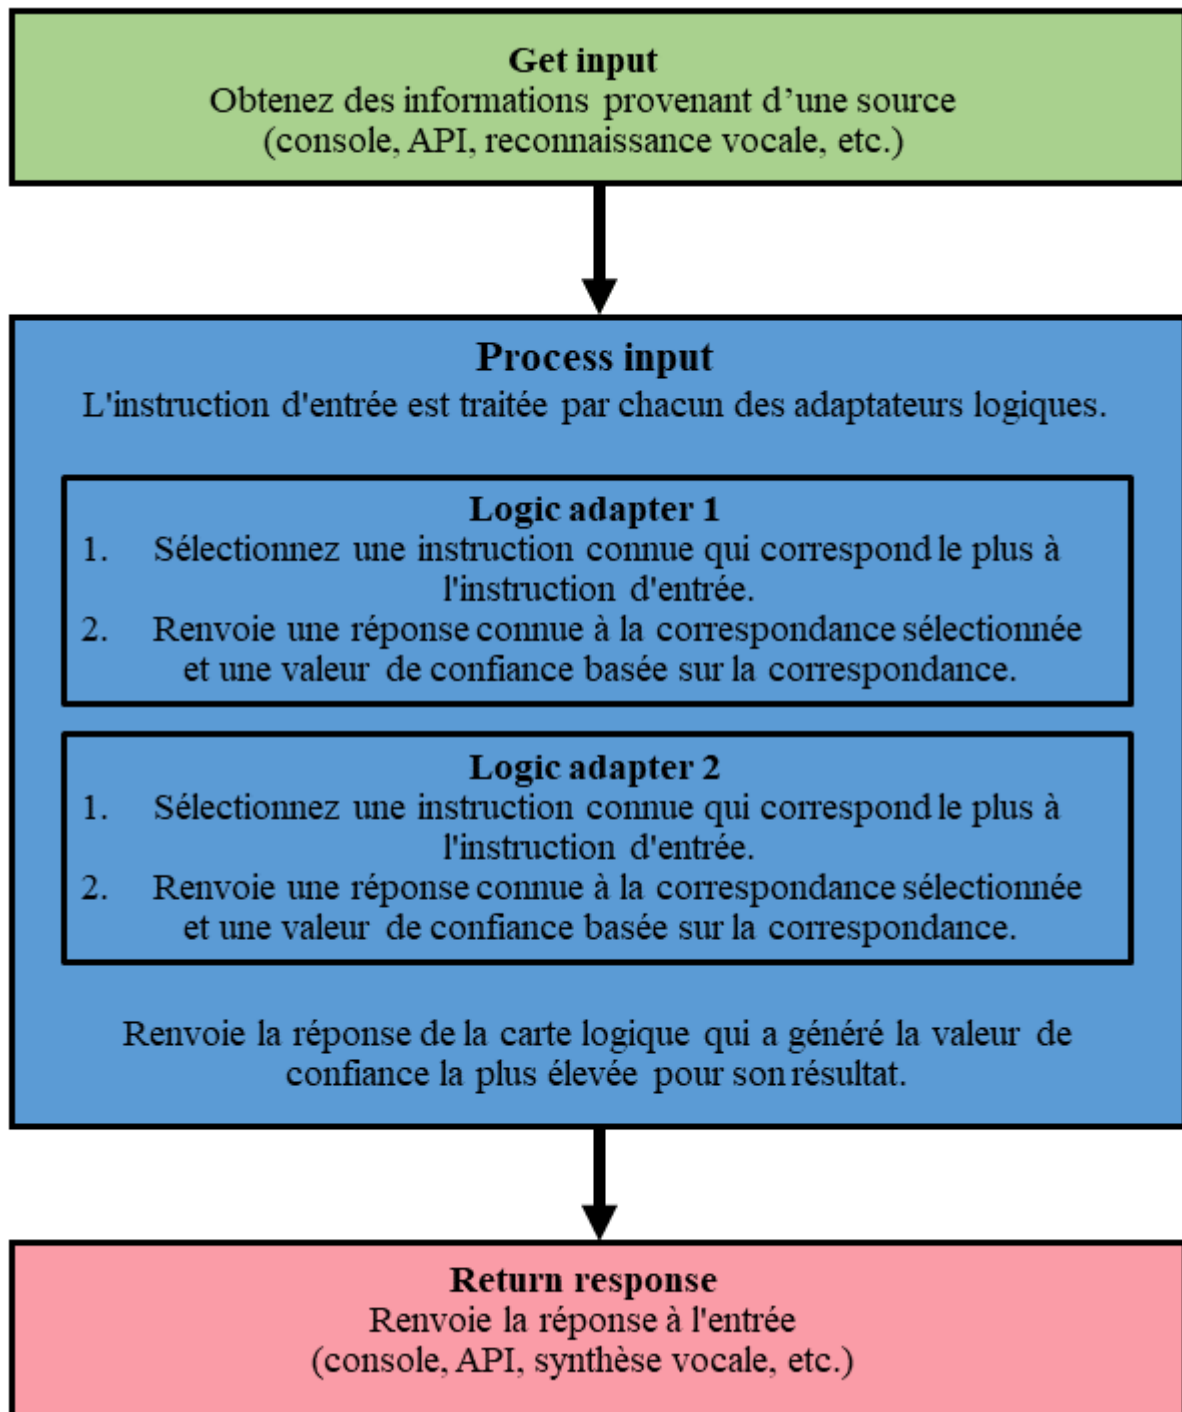 Get input
Obtenez des informations provenant d’une source
(console, API, reconnaissance vocale, etc.)
Process input
L'instruction d'entrée est traitée par chacun des adaptateurs logiques.
Logic adapter 1
1. Sélectionnez une instruction connue qui correspond le plus à
l'instruction d'entrée.
2. Renvoie une réponse connue à la correspondance sélectionnée
et une valeur de confiance basée sur la correspondance.
Logic adapter 2
1. Sélectionnez une instruction connue qui correspond le plus à
l'instruction d'entrée.
2. Renvoie une réponse connue à la correspondance sélectionnée
et une valeur de confiance basée sur la correspondance.
Renvoie la réponse de la carte logique qui a généré la valeur de
confiance la plus élevée pour son résultat.
Return response
Renvoie la réponse à l'entrée
(console, API, synthèse vocale, etc.)